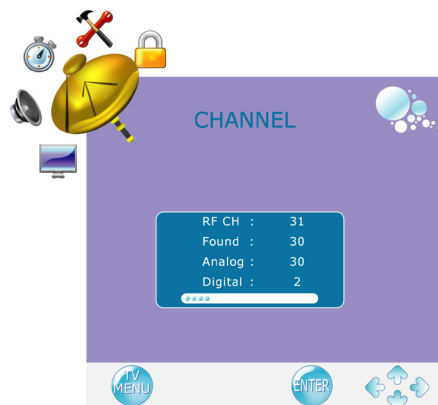 CHANNEL
RF CH : 31
Found : 30
Analog : 30
Digital : 2
TV
MENU
ENTER